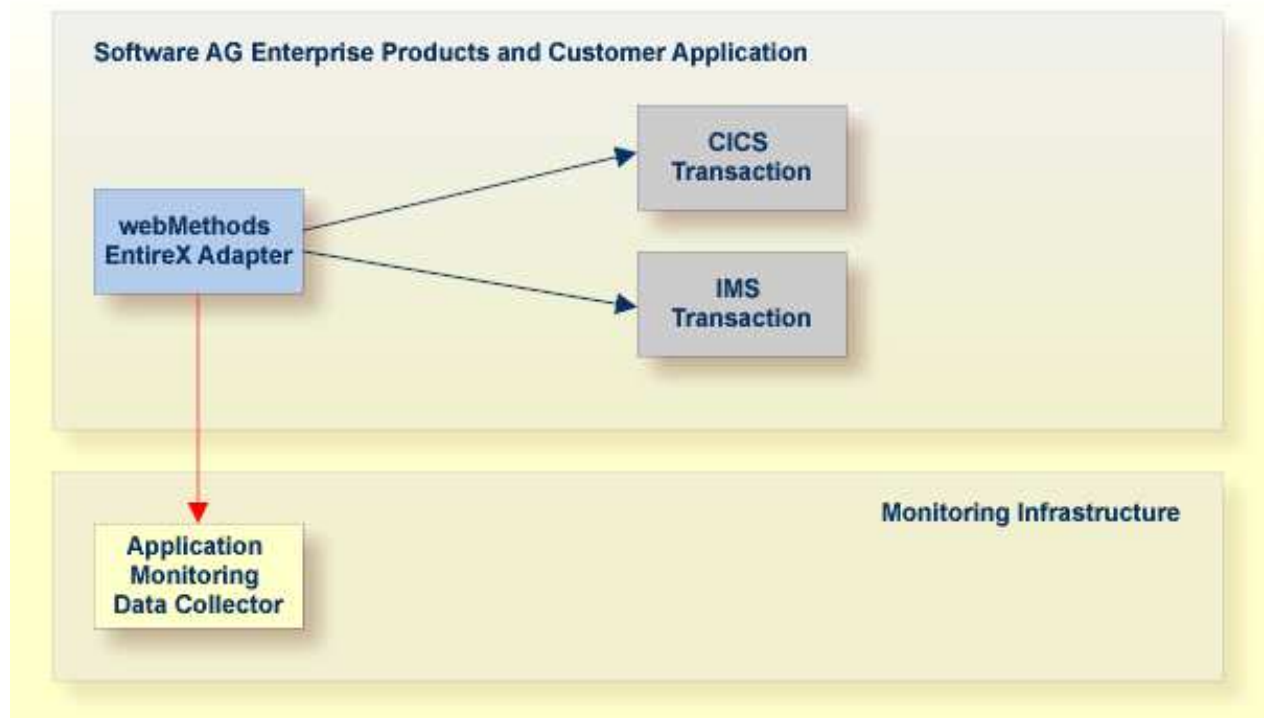 Software AG Enterprise Products and Customer Application
CICS
Transaction
webMethods
EntireX Adapter
IMS
Transaction
Monitoring Infrastructure
Application
Monitoring
Data Collector